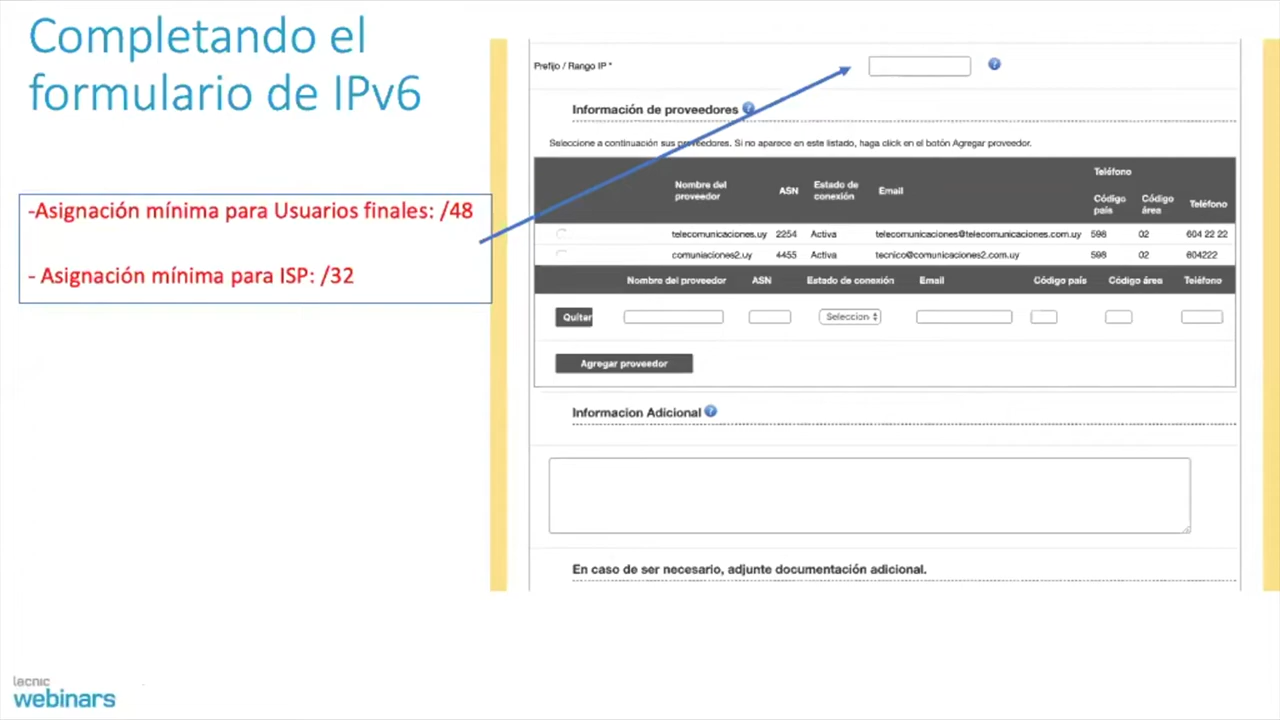 Completando el
formulario de IPv6
-Asignación mínima para Usuarios finales: /48
- Asignación mínima para ISP: /32
Prefijo / Rango IP *
Información de proveedores
Seleccione a continuación sus proveedores. Si no aparece en este listado, haga click en el botón Agregar proveedor.
Teléfono
Nombre del proveedor ASN Estado de conexión Email Código país Código área Teléfono
telecomunicaciones.uy 2254 Activa telecomunicaciones@telecomunicaciones.com.uy 598 02 604 22 22
comuniaciones2.uy 4455 Activa tecnico@comunicaciones2.com.uy 598 02 604222
Nombre del proveedor ASN Estado de conexión Email Código país Código área Teléfono
Quitar Seleccion
Agregar proveedor
Informacion Adicional
En caso de ser necesario, adjunte documentación adicional.
lacnic
webinars